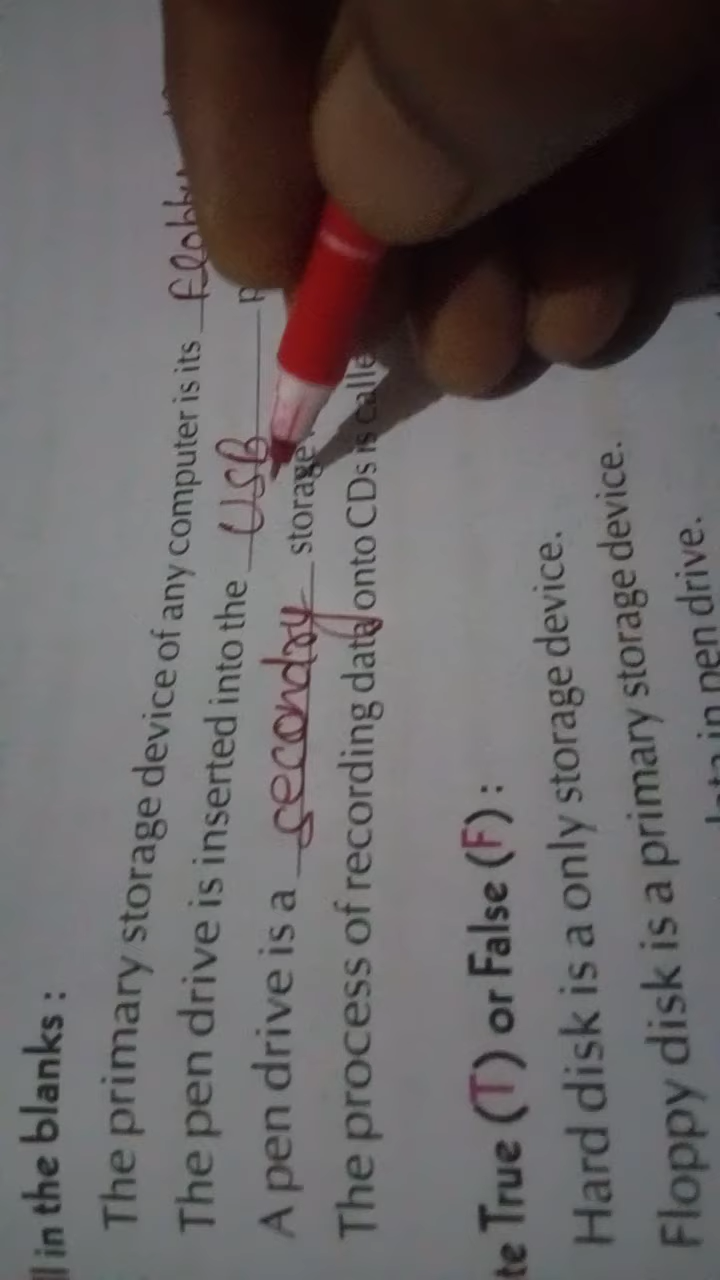 l in the blanks :
The primary storage device of any computer is its flobby
The pen drive is inserted into the USB p
A pen drive is a secondry storage
The process of recording data onto CDs is calle
te True (T) or False (F) :
Hard disk is a only storage device.
Floppy disk is a primary storage device.
in pen drive.